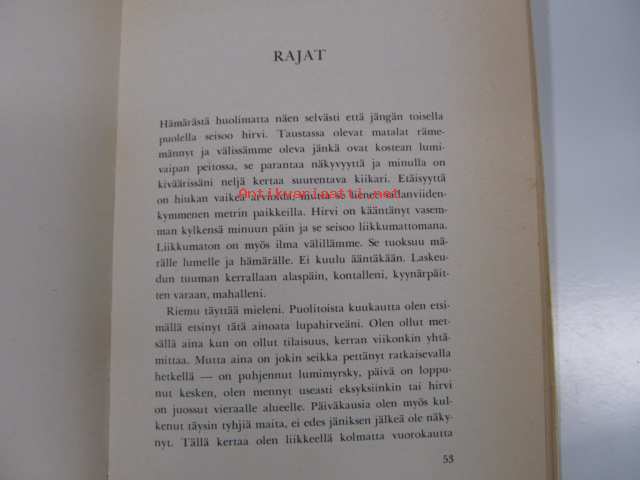 RAJAT
Hämärästä huolimatta näen selvästi että jängän toisella
puolella seisoo hirvi. Taustassa olevat matalat räme-
männyt ja välissämme oleva jänkä ovat kostean lumi-
vaipan peitossa, se parantaa näkyvyyttä ja minulla on
kiväärissäni neljä kertaa suurentava kiikari. Etäisyyttä
on hiukan vaikea arvioida, mutta se lienee
kymmenen metrin paikkeilla. Hirvi on kääntänyt vasem-
man kylkensä minuun päin ja se seisoo liikkumattomana.
Liikkumaton on myös ilma välillämme. Se tuoksuu mä-
rälle lumelle ja hämärälle. Ei kuulu ääntäkään. Laskeu-
dun tuuman kerrallaan alaspäin, kontalleni, kyynärpäit-
ten varaan, mahalleni.
Riemu täyttää mieleni. Puolitoista kuukautta olen etsi-
mällä etsinyt tätä ainoata lupahirveäni. Olen ollut met-
sällä aina kun on ollut tilaisuus, kerran viikonkin yhtä-
mittaa. Mutta aina on jokin seikka pettänyt ratkaisevalla
hetkellä — on puhjennut lumimyrsky, päivä on loppu-
nut kesken, olen mennyt useasti eksyksiinkin tai hirvi
on juossut vieraalle alueelle. Päiväkausia olen myös kul-
kenut täysin tyhjiä maita, ei edes jäniksen jälkeä ole näky-
nyt. Tällä kertaa olen liikkeellä kolmatta vuorokautta
53
Antikvariaatti.net